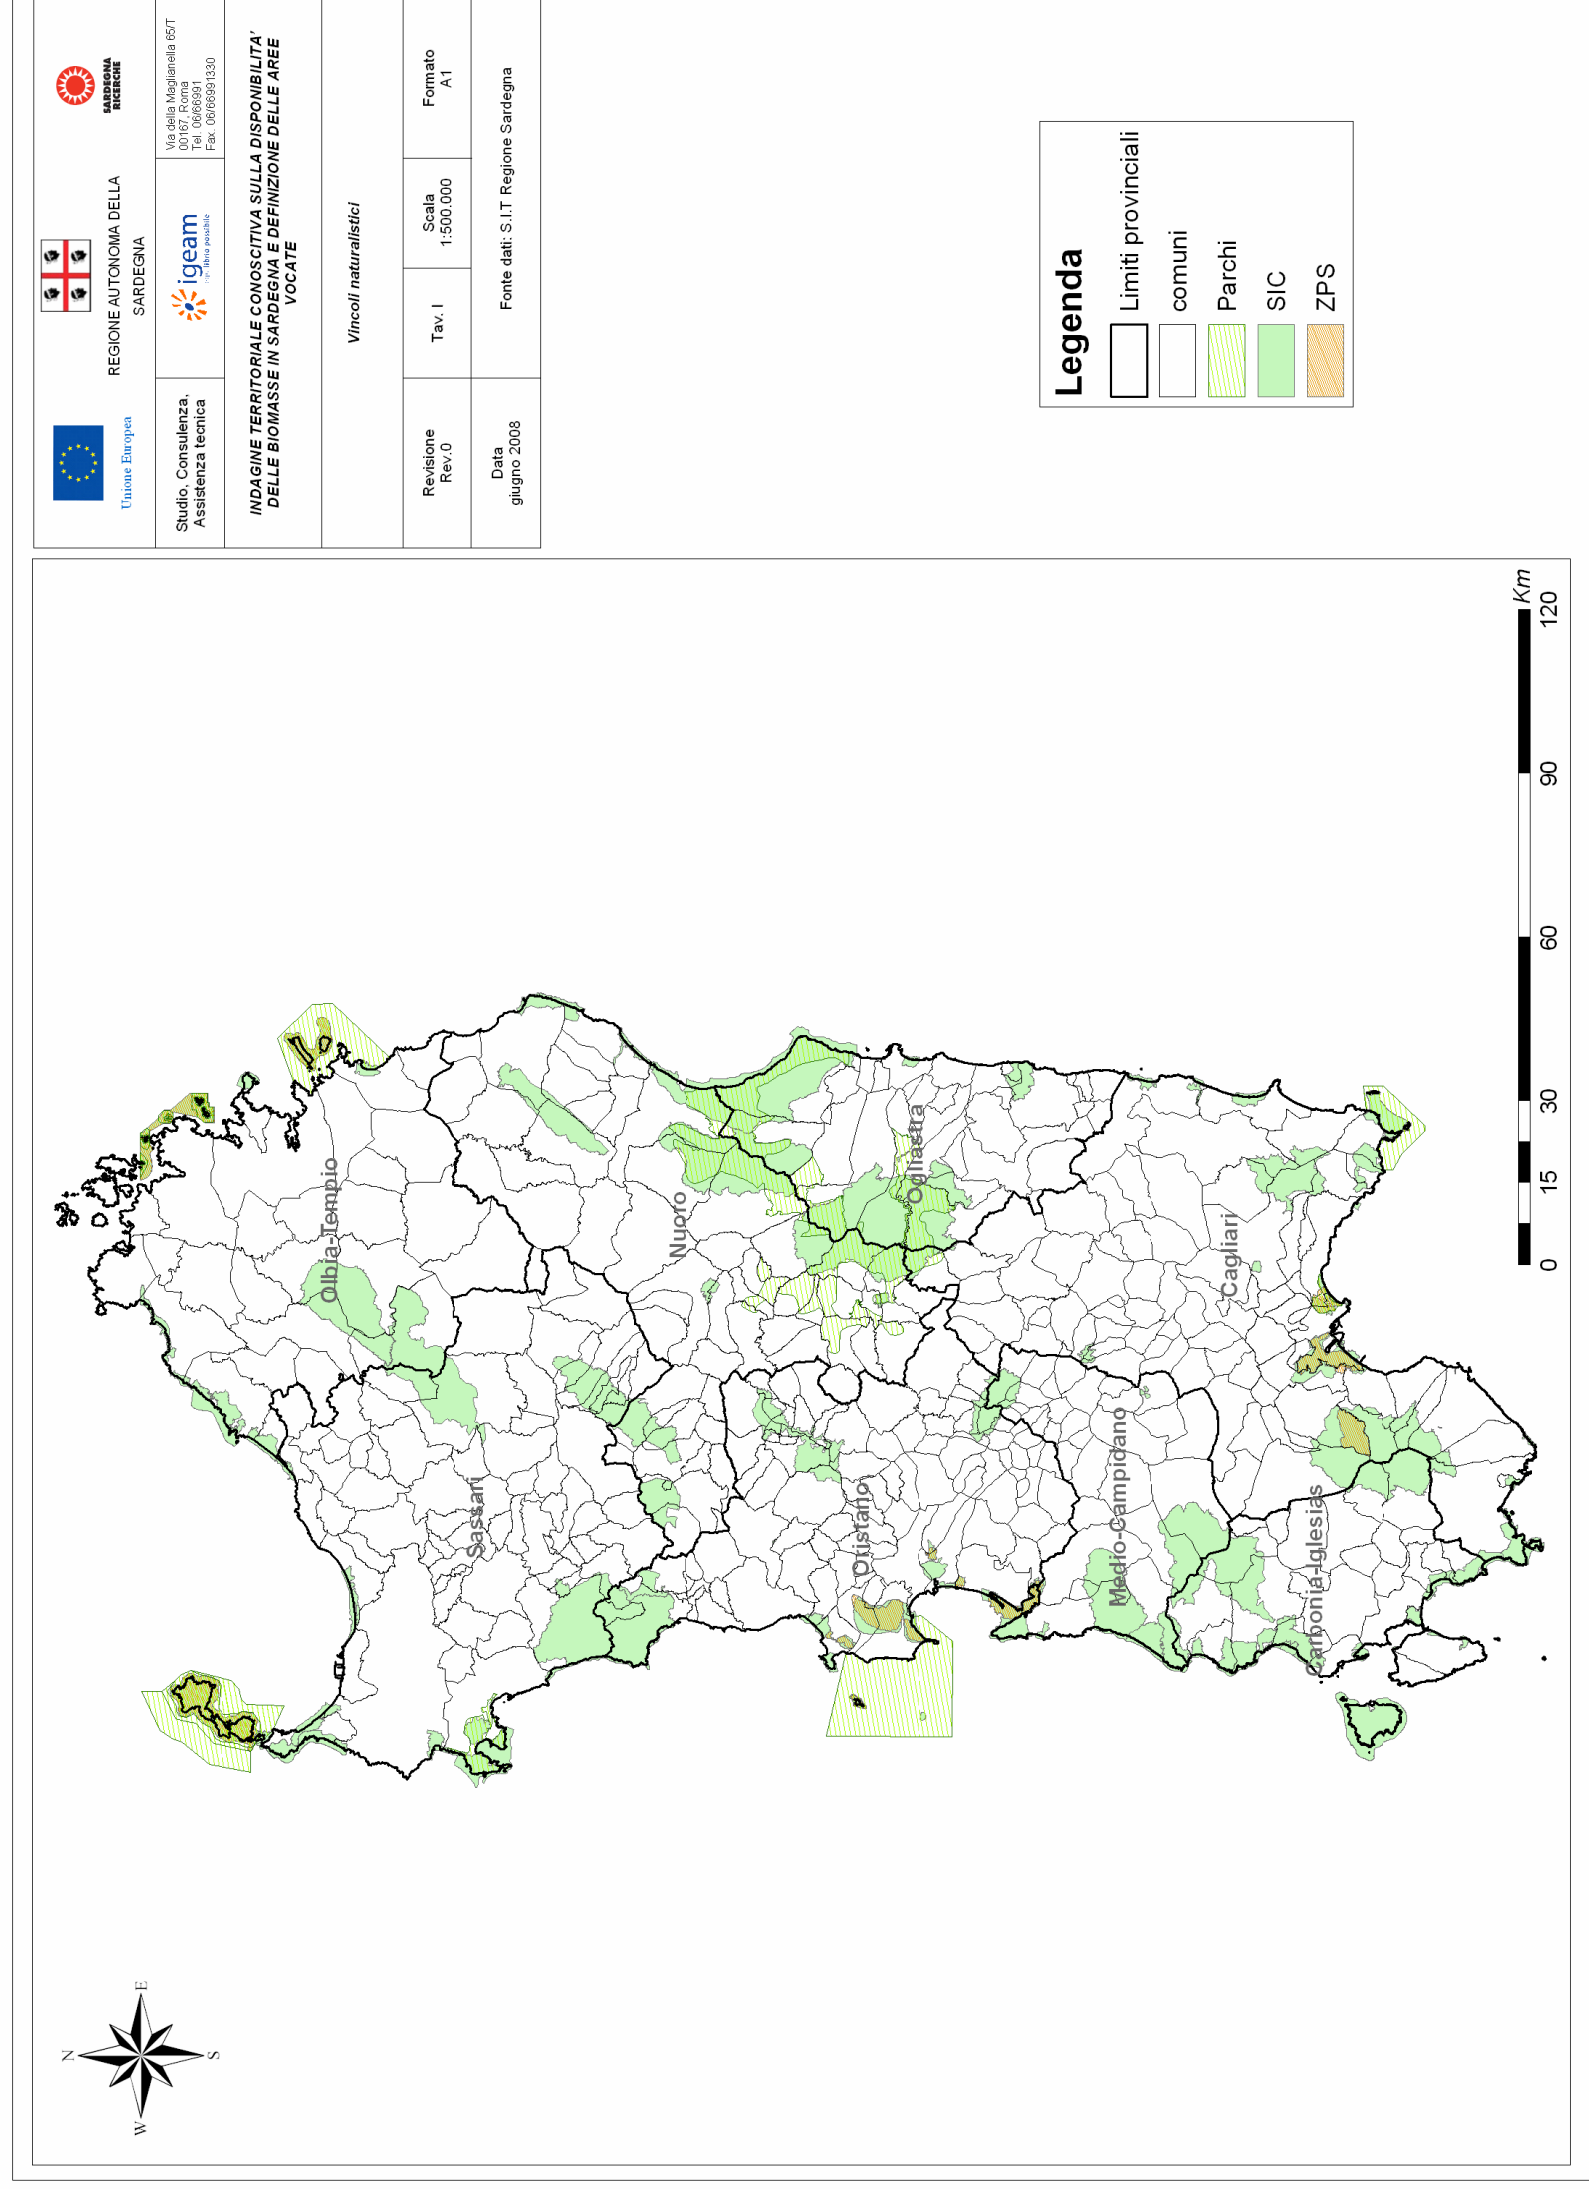 Unione Europea
REGIONE AUTONOMA DELLA
SARDEGNA
SARDEGNA
RICERCHE
Studio, Consulenza,
Assistenza tecnica
igeam
Via della Maglianella 65/T
00167, Roma
Tel. 06/66991
Fax. 06/66991330
INDAGINE TERRITORIALE CONOSCITIVA SULLA DISPONIBILITA'
DELLE BIOMASSE IN SARDEGNA E DEFINIZIONE DELLE AREE
VOCATE
Vincoli naturalistici
Revisione
Rev.0
Tav. I
Scala
1:500.000
Formato
A1
Data
giugno 2008
Fonte dati: S.I.T Regione Sardegna
Legenda
Limiti provinciali
comuni
Parchi
SIC
ZPS
N
W
E
S
Olbia-Tempio
Sassari
Nuoro
Oristano
Ogliastra
Medio-Campidano
Cagliari
Carbonia-Iglesias
Km
15
0
15
30
60
90
120